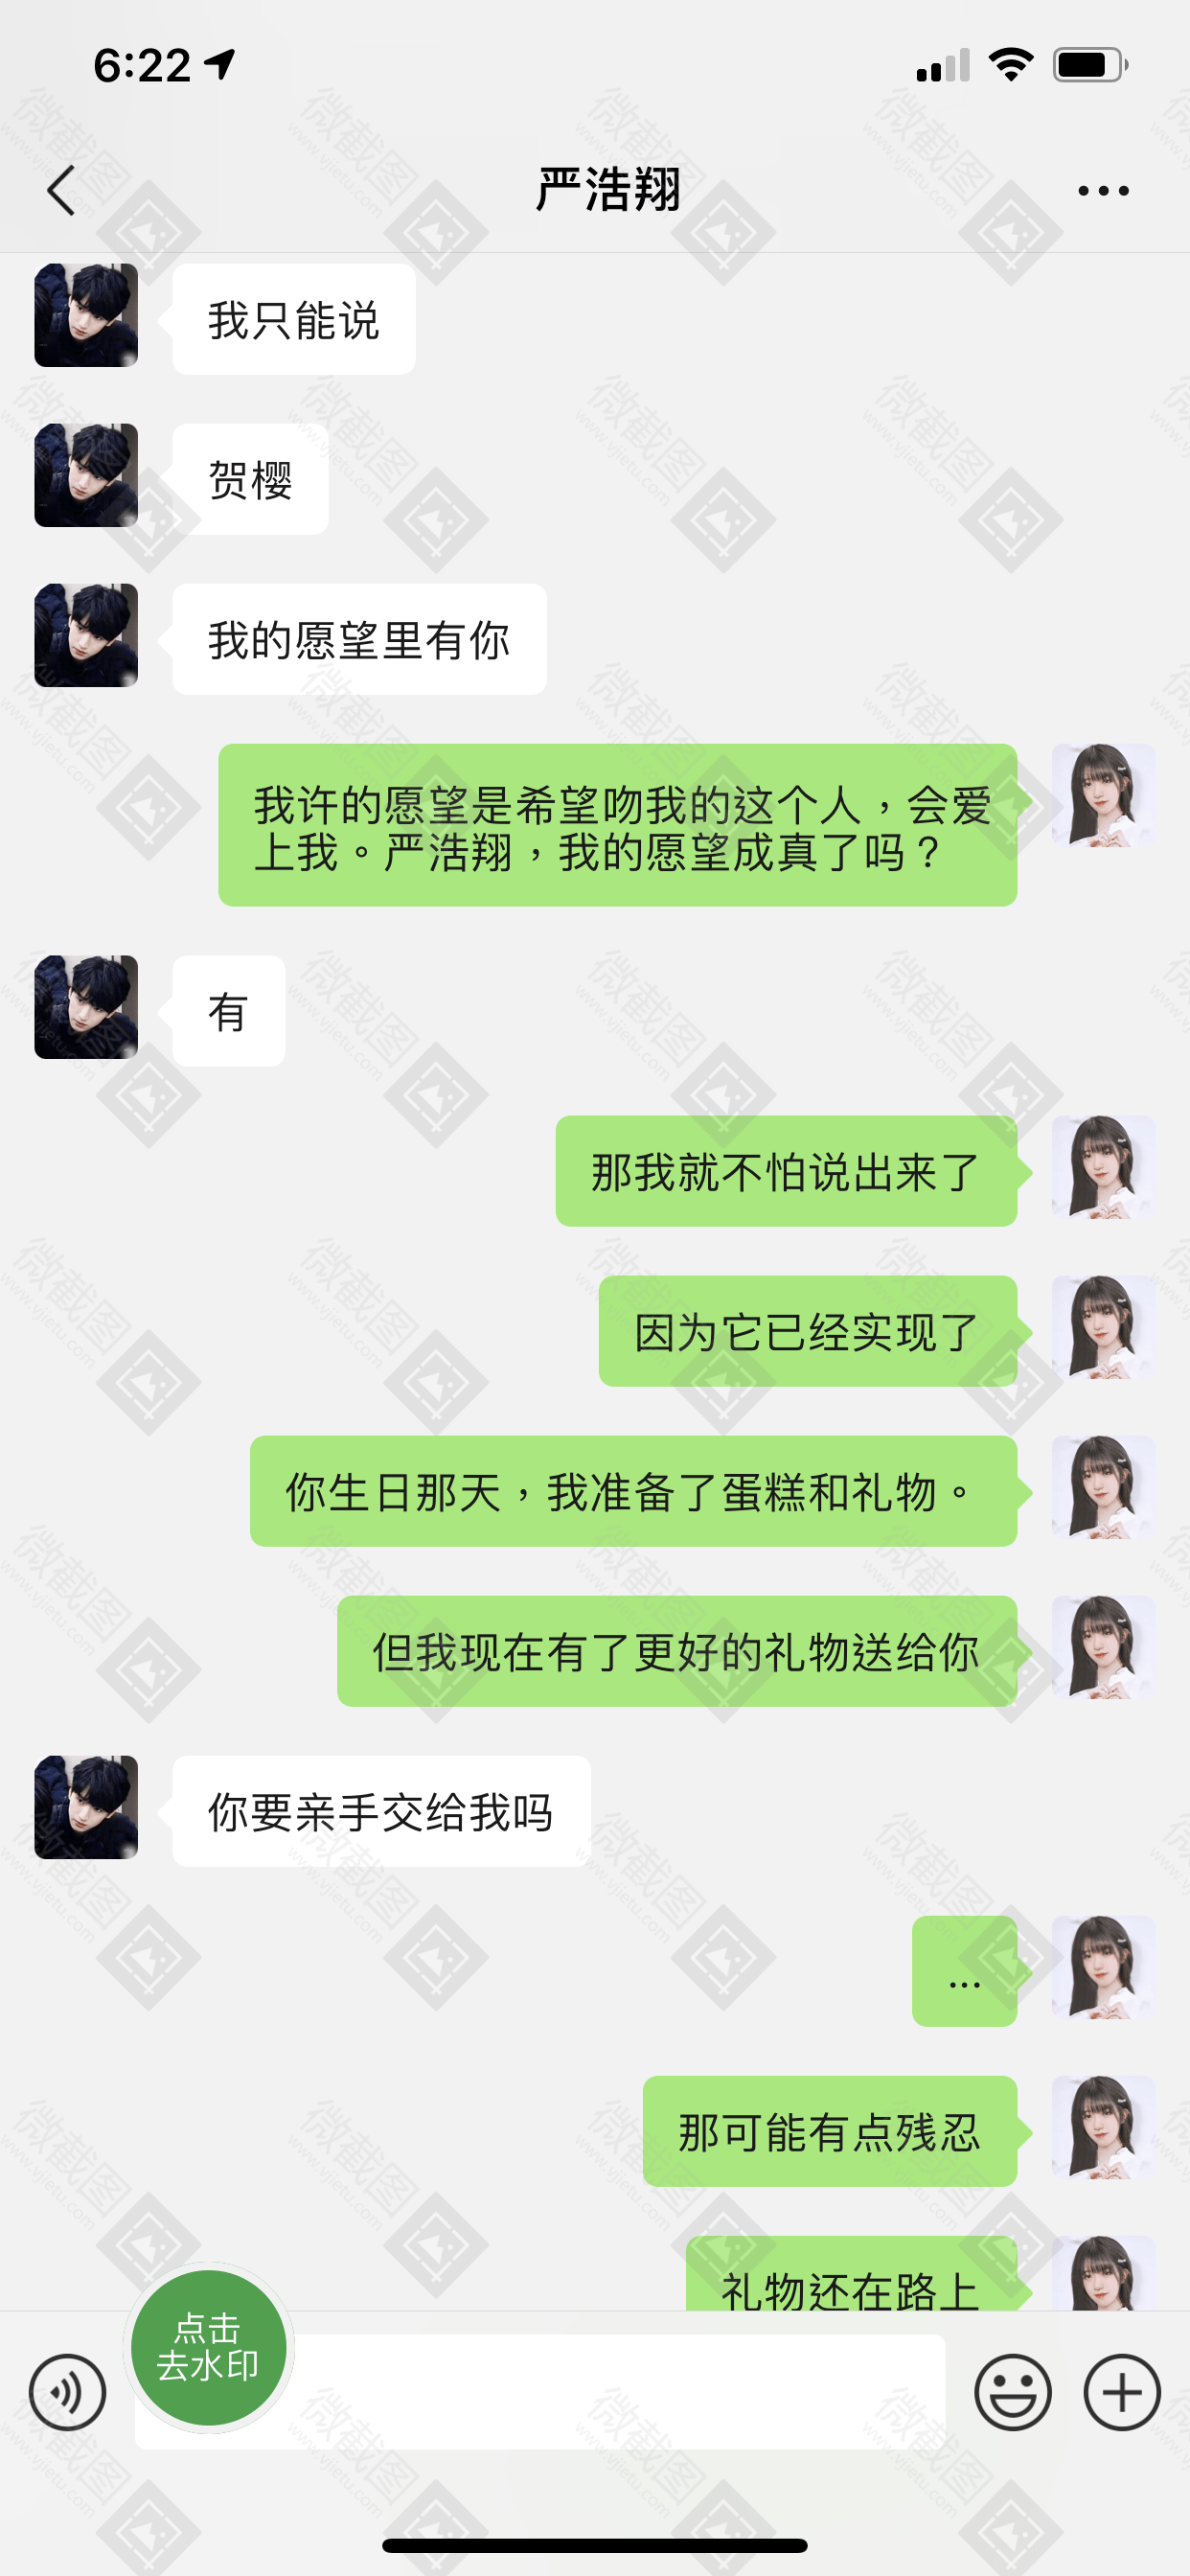 6:22
严浩翔
我只能说
贺樱
我的愿望里有你
我许的愿望是希望吻我的这个人，会爱
上我。严浩翔，我的愿望成真了吗？
有
那我就不怕说出来了
因为它已经实现了
你生日那天，我准备了蛋糕和礼物。
但我现在有了更好的礼物送给你
你要亲手交给我吗
...
那可能有点残忍
礼物还在路上
点击
去水印
微截图
www.vjietu.com